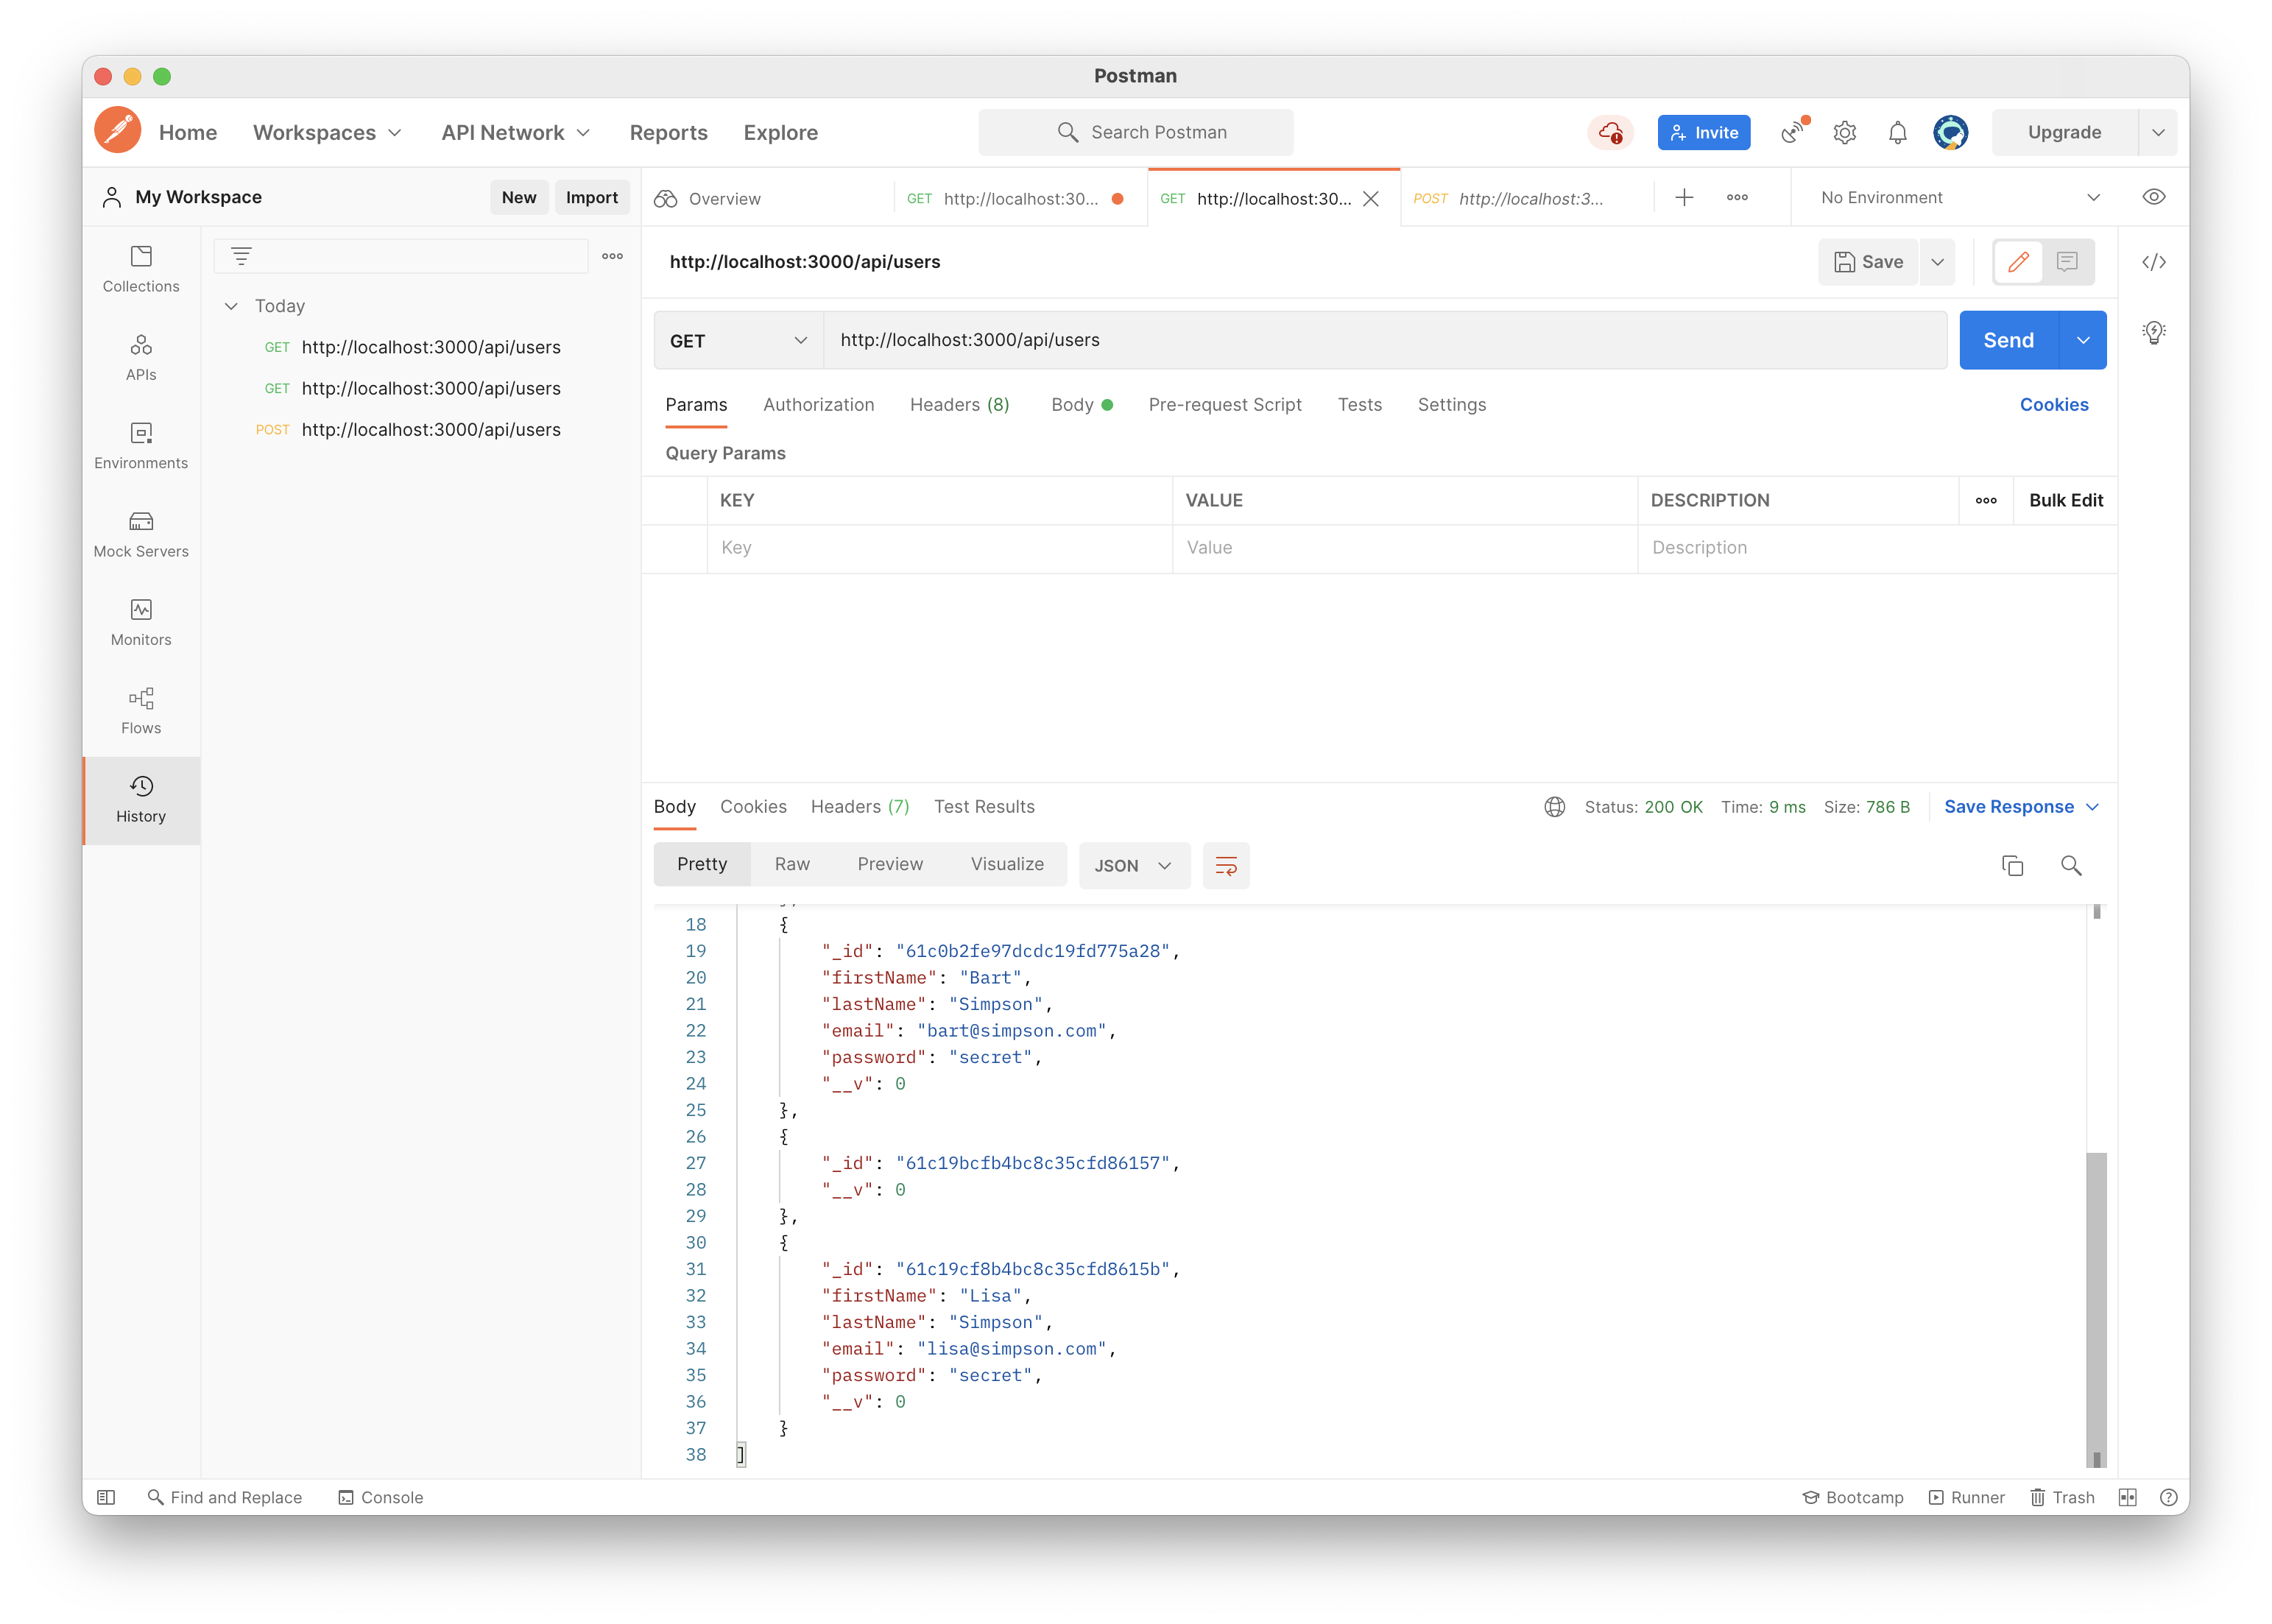 Postman
Home Workspaces API Network Reports Explore Search Postman Invite Upgrade
My Workspace New Import Overview GET http://localhost:30... GET http://localhost:30... POST http://localhost:3... No Environment
Collections
APIs
Environments
Mock Servers
Monitors
Flows
History
Today
GET http://localhost:3000/api/users
GET http://localhost:3000/api/users
POST http://localhost:3000/api/users
http://localhost:3000/api/users Save
GET http://localhost:3000/api/users Send
Params Authorization Headers (8) Body Pre-request Script Tests Settings Cookies
Query Params
KEY VALUE DESCRIPTION Bulk Edit
Key Value Description
Body Cookies Headers (7) Test Results Status: 200 OK Time: 9 ms Size: 786 B Save Response
Pretty Raw Preview Visualize JSON
18 {
19 "_id": "61c0b2fe97dcdc19fd775a28",
20 "firstName": "Bart",
21 "lastName": "Simpson",
22 "email": "bart@simpson.com",
23 "password": "secret",
24 "__v": 0
25 },
26 {
27 "_id": "61c19bcfb4bc8c35cfd86157",
28 "__v": 0
29 },
30 {
31 "_id": "61c19cf8b4bc8c35cfd8615b",
32 "firstName": "Lisa",
33 "lastName": "Simpson",
34 "email": "lisa@simpson.com",
35 "password": "secret",
36 "__v": 0
37 }
38 ]
Find and Replace Console Bootcamp Runner Trash